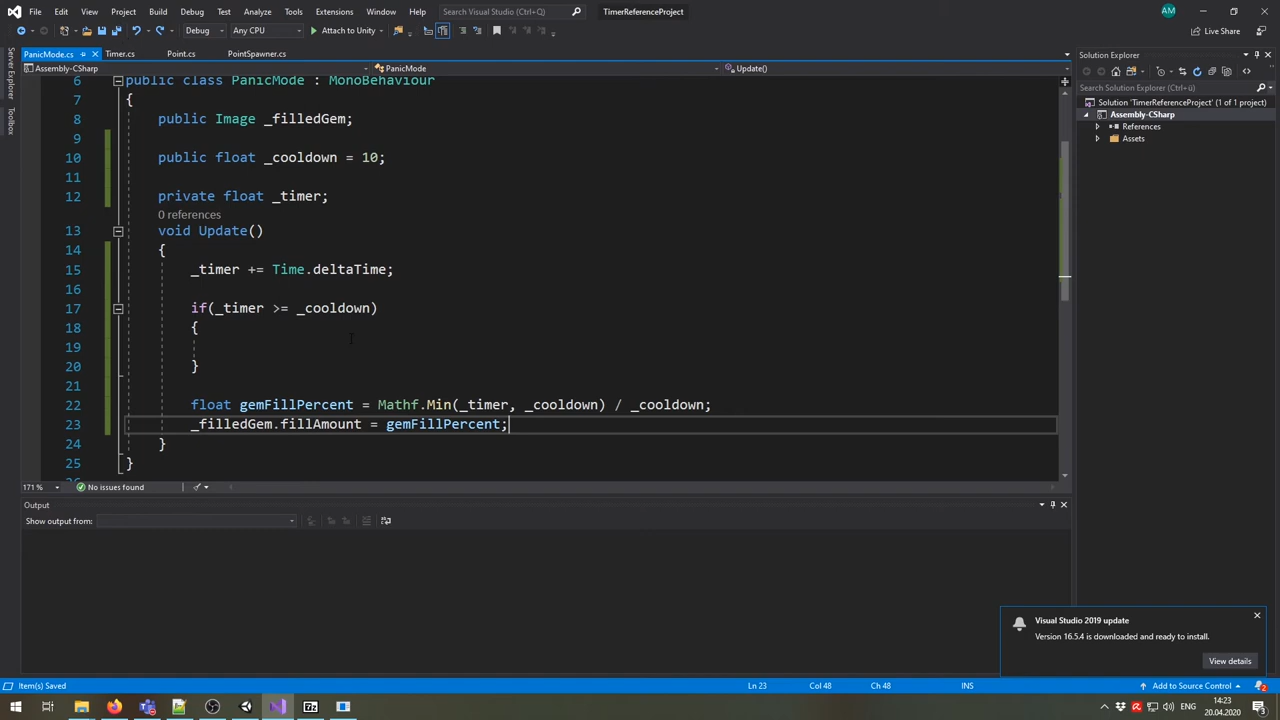 File Edit View Project Build Debug Test Analyze Tools Extensions Window Help Search Visual Studio (Ctrl+Q) TimerReferenceProject AM
Debug Any CPU Attach to Unity Live Share
PanicMode.cs Timer.cs Point.cs PointSpawner.cs
Assembly-CSharp PanicMode Update()
Server Explorer
Toolbox
6 public class PanicMode : MonoBehaviour
7 {
8 public Image _filledGem;
9
10 public float _cooldown = 10;
11
12 private float _timer;
0 references
13 void Update()
14 {
15 _timer += Time.deltaTime;
16
17 if(_timer >= _cooldown)
18 {
19
20 }
21
22 float gemFillPercent = Mathf.Min(_timer, _cooldown) / _cooldown;
23 _filledGem.fillAmount = gemFillPercent;
24 }
25 }
171 % No issues found
Output
Show output from:
Solution Explorer
Search Solution Explorer (Ctrl+ü)
Solution 'TimerReferenceProject' (1 of 1 project)
Assembly-CSharp
References
Assets
Visual Studio 2019 update
Version 16.5.4 is downloaded and ready to install.
View details
Item(s) Saved Ln 23 Col 48 Ch 48 INS Add to Source Control 2
ENG 14:23
20.04.2020 3